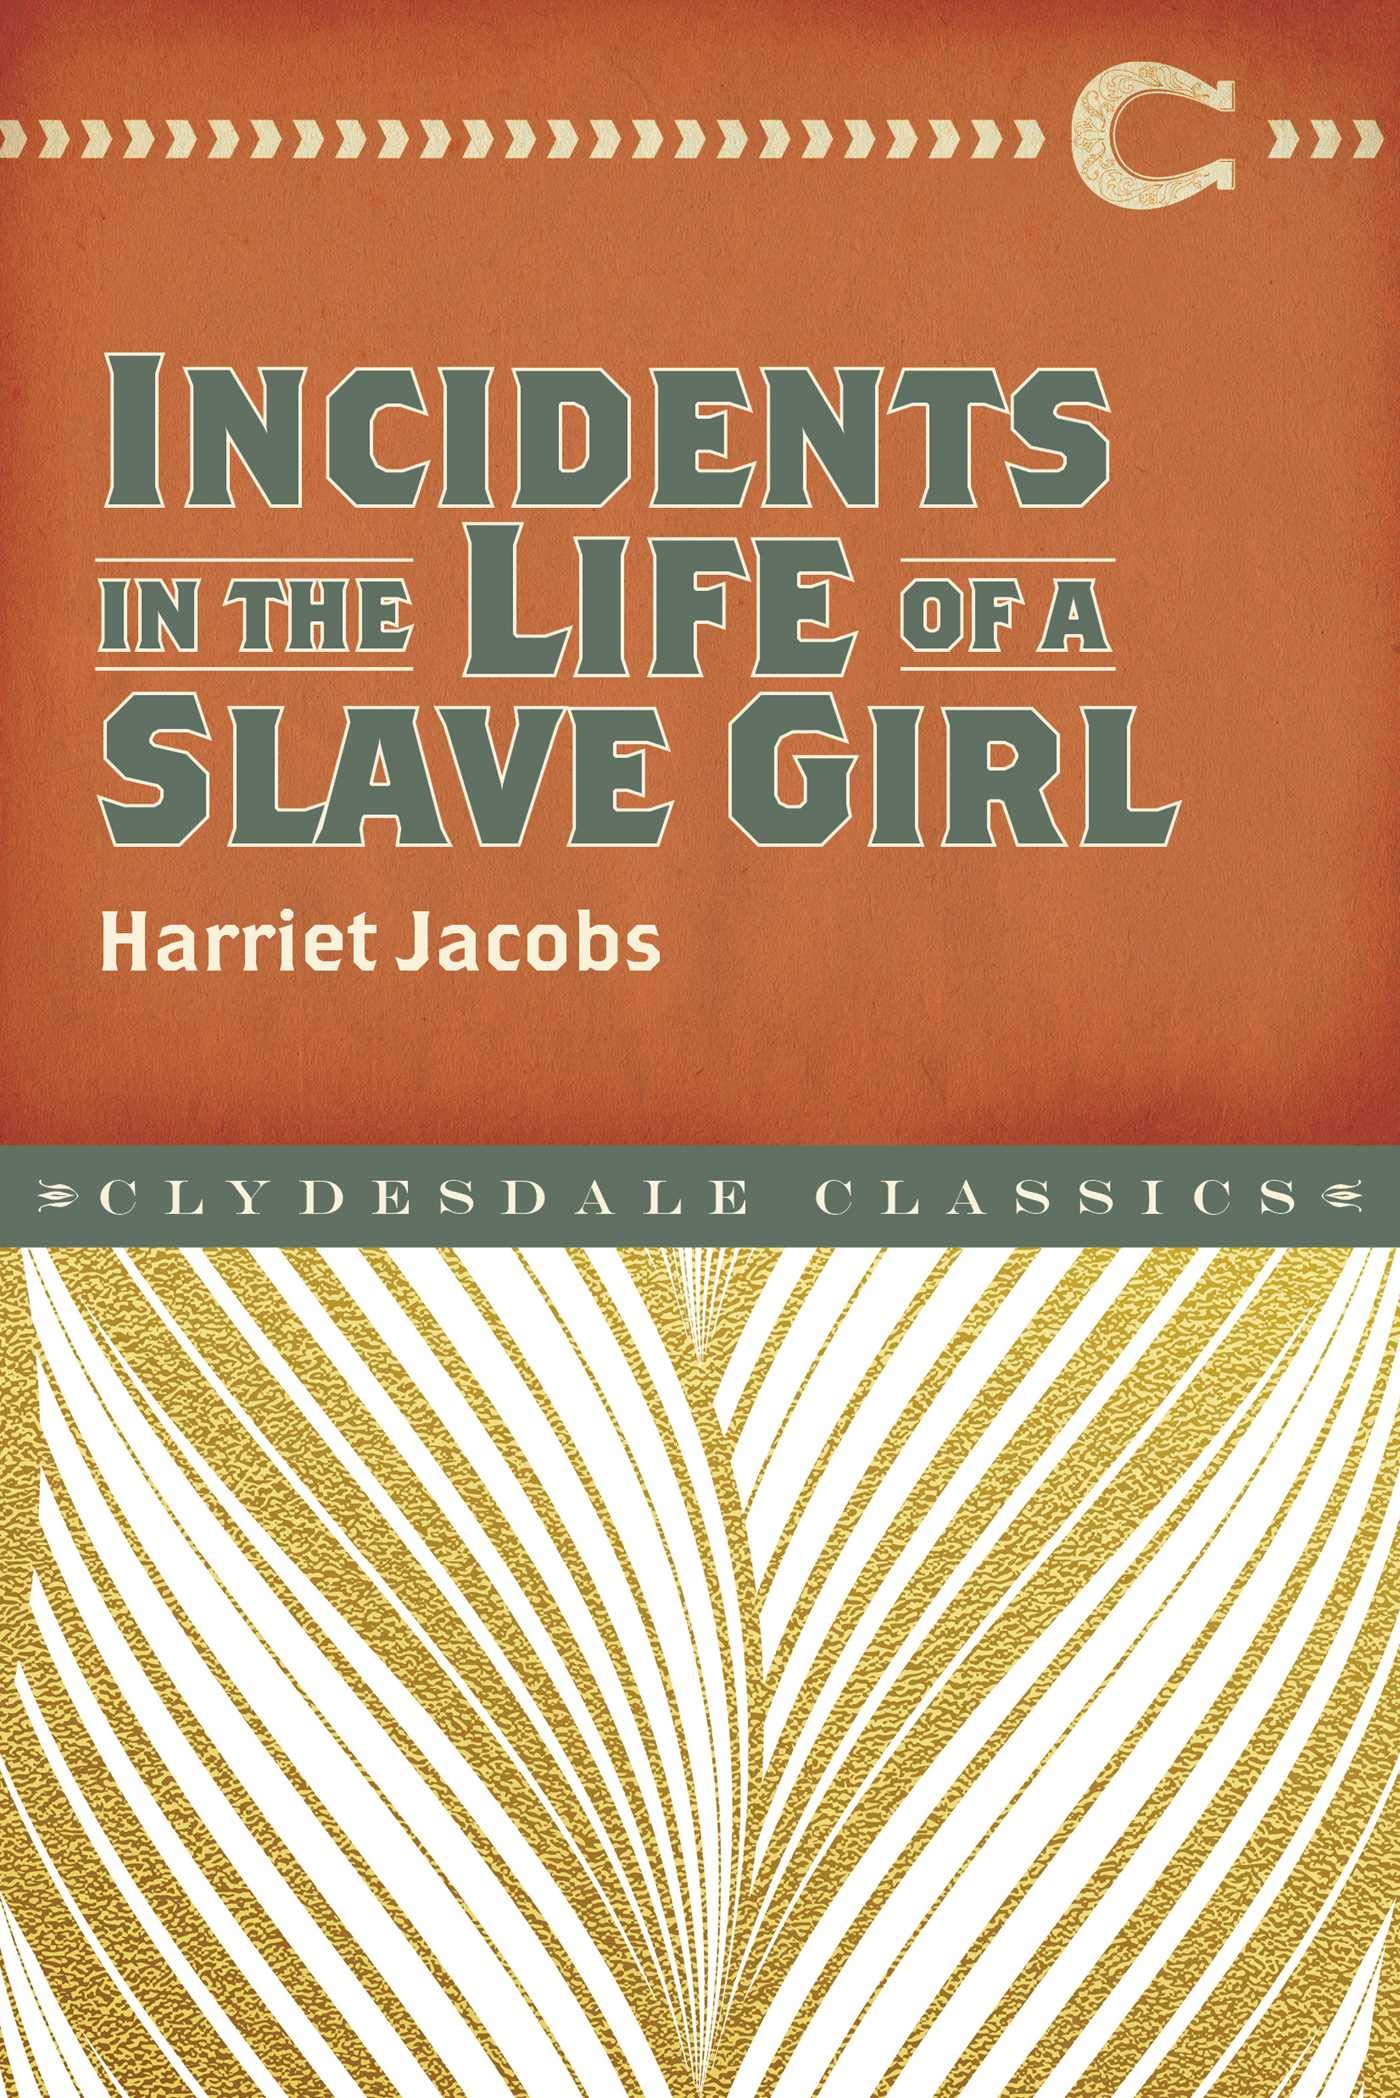 C
INCIDENTS
IN THE LIFE OF A
SLAVE GIRL
Harriet Jacobs
CLYDESDALE CLASSICS